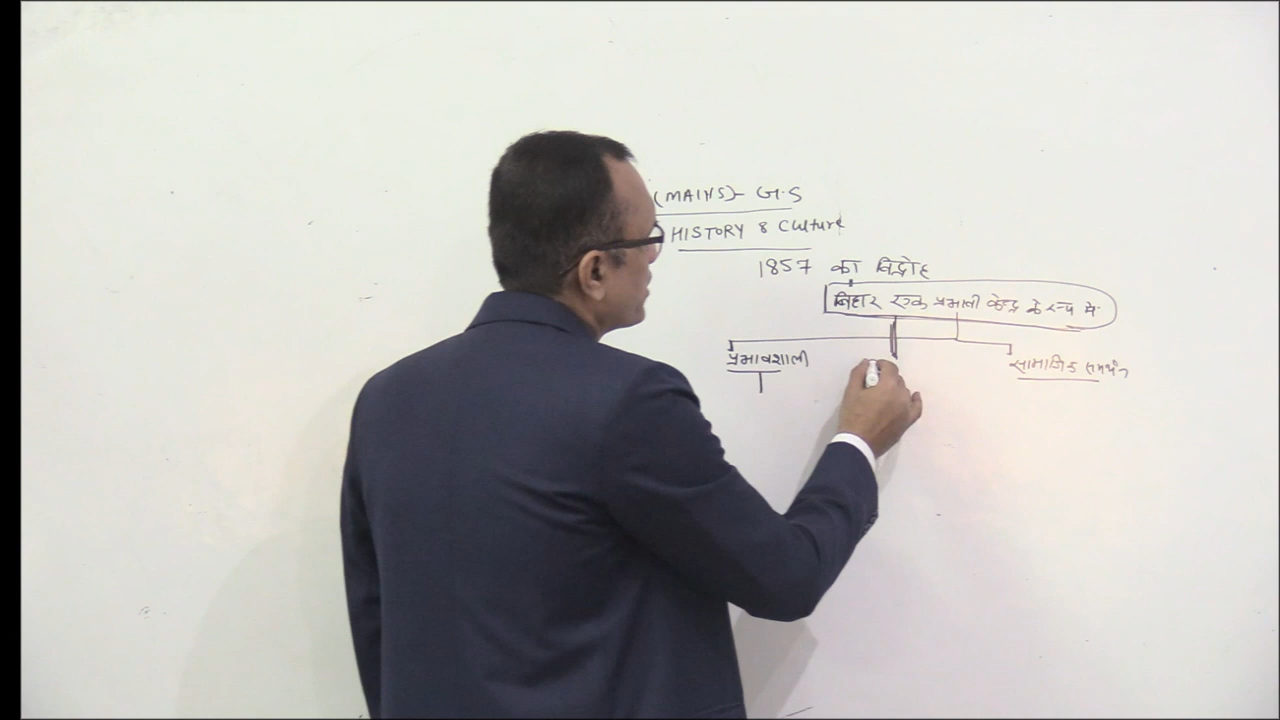 (MAINS)- G.S
HISTORY & Culture
1857 का विद्रोह
बिहार एक प्रभावी केन्द्र के रूप में
प्रभावशाली
सामाजिक समर्थन